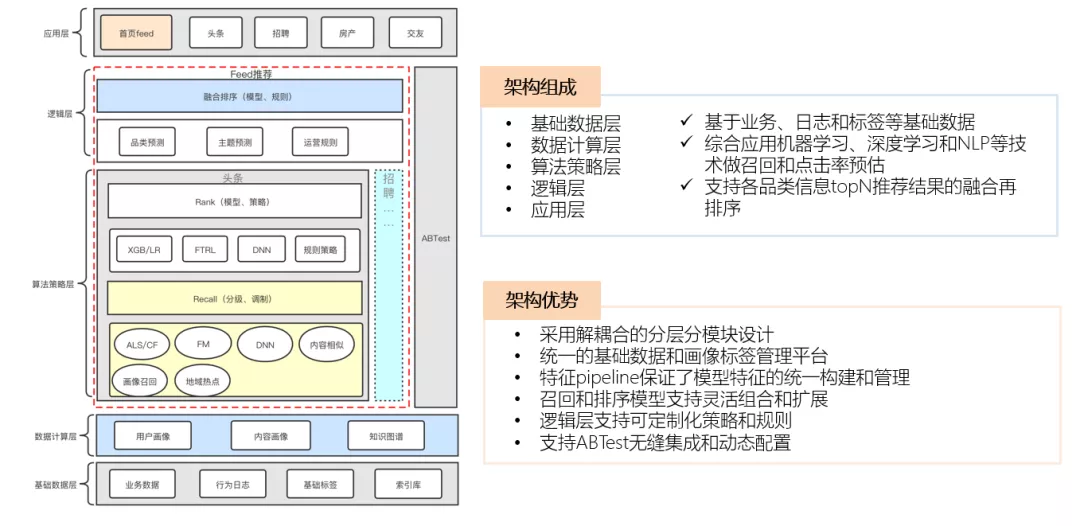 应用层
首页feed
头条
招聘
房产
交友
逻辑层
Feed推荐
融合排序（模型、规则）
品类预测
主题预测
运营规则
算法策略层
头条
Rank（模型、策略）
XGB/LR
FTRL
DNN
规则策略
Recall（分级、调制）
ALS/CF
FM
DNN
内容相似
画像召回
地域热点
招
聘
...
...
ABTest
数据计算层
用户画像
内容画像
知识图谱
基础数据层
业务数据
行为日志
基础标签
索引库
架构组成
• 基础数据层
• 数据计算层
• 算法策略层
• 逻辑层
• 应用层
✓ 基于业务、日志和标签等基础数据
✓ 综合应用机器学习、深度学习和NLP等技
术做召回和点击率预估
✓ 支持各品类信息topN推荐结果的融合再
排序
架构优势
• 采用解耦合的分层分模块设计
• 统一的基础数据和画像标签管理平台
• 特征pipeline保证了模型特征的统一构建和管理
• 召回和排序模型支持灵活组合和扩展
• 逻辑层支持可定制化策略和规则
• 支持ABTest无缝集成和动态配置